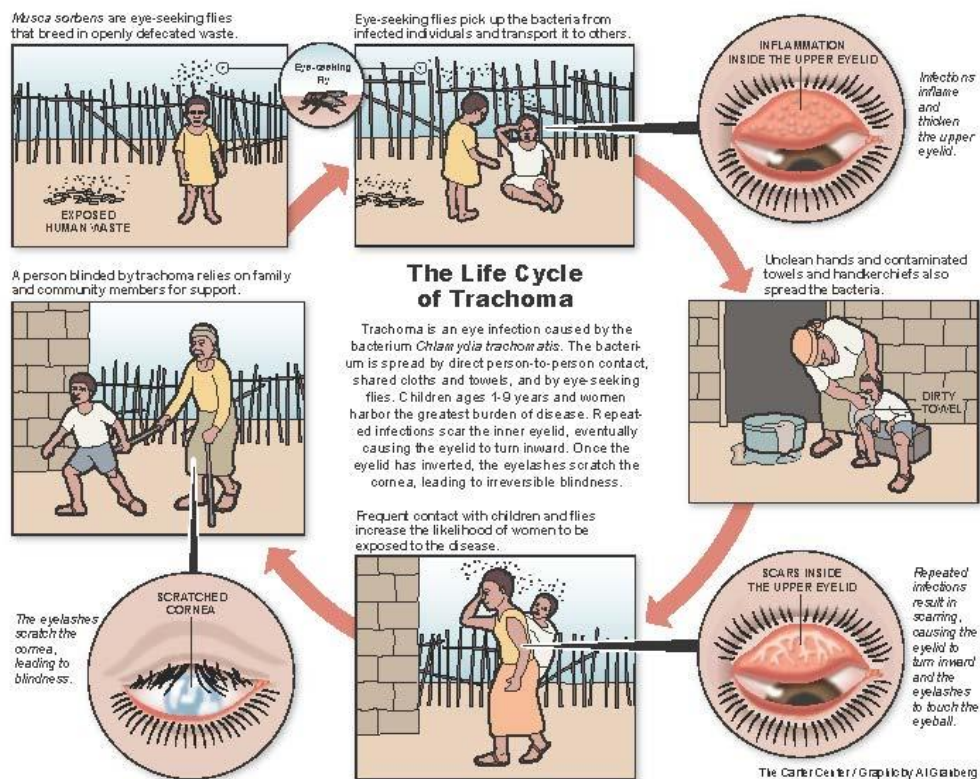 Musca sorbens are eye-seeking flies
that breed in openly defecated waste.
Eye-seeking
Fly
EXPOSED
HUMAN WASTE
Eye-seeking flies pick up the bacteria from
infected individuals and transport it to others.
INFLAMMATION
INSIDE THE UPPER EYELID
Infections
inflame
and
thicken
the upper
eyelid.
Unclean hands and contaminated
towels and handkerchiefs also
spread the bacteria.
DIRTY
TOWEL
A person blinded by trachoma relies on family
and community members for support.
The Life Cycle
of Trachoma
Trachoma is an eye infection caused by the
bacterium Chlamydia trachomatis. The bacteri-
um is spread by direct person-to-person contact,
shared cloths and towels, and by eye-seeking
flies. Children ages 1-9 years and women
harbor the greatest burden of disease. Repeat-
ed infections scar the inner eyelid, eventually
causing the eyelid to turn inward. Once the
eyelid has inverted, the eyelashes scratch the
cornea, leading to irreversible blindness.
Frequent contact with children and flies
increase the likelihood of women to be
exposed to the disease.
SCARS INSIDE
THE UPPER EYELID
Repeated
infections
result in
scarring,
causing the
eyelid to
turn inward
and the
eyelashes
to touch the
eyeball.
SCRATCHED
CORNEA
The eyelashes
scratch the
cornea,
leading to
blindness.
The Carter Center / Graphic by Al Granberg